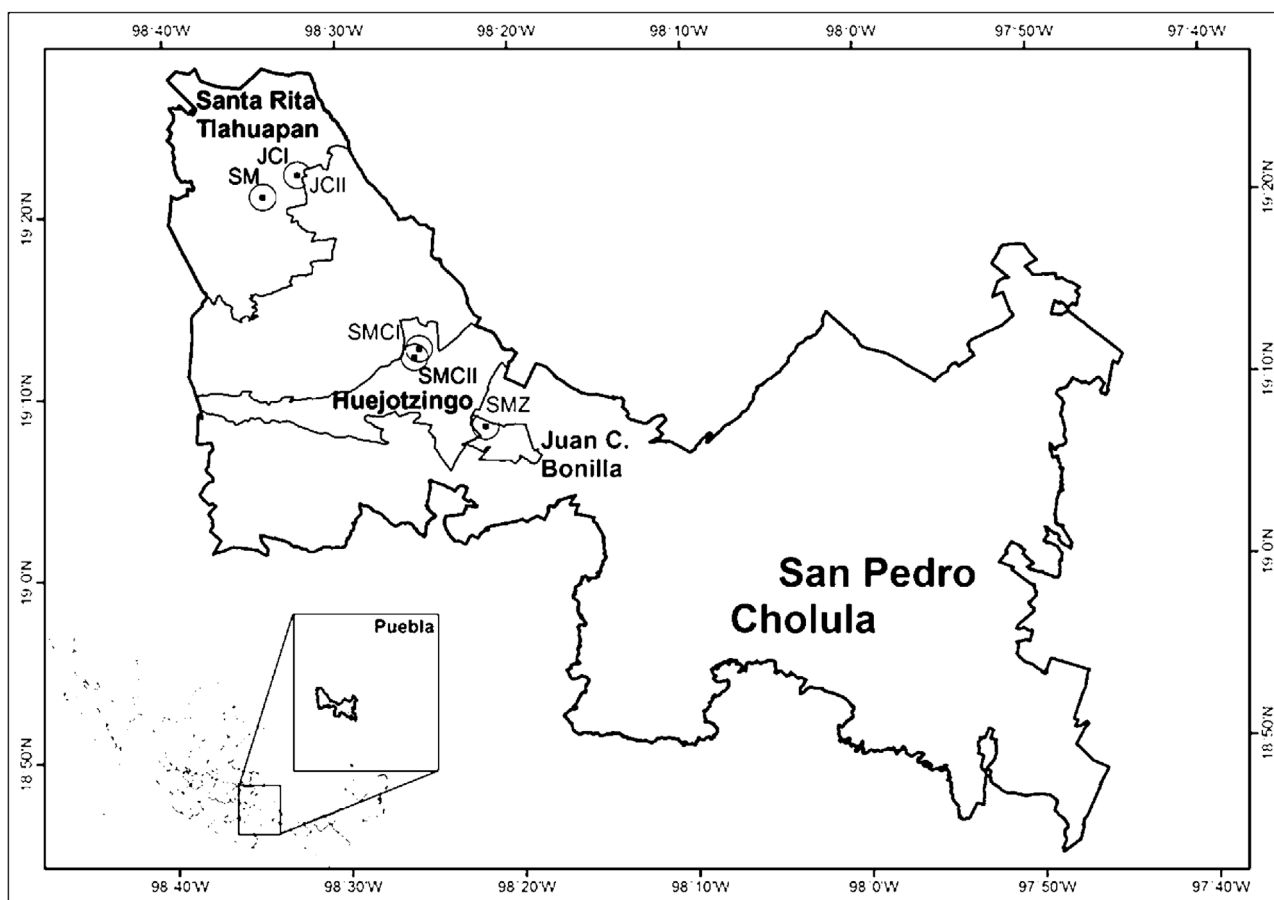 98°40'W 98°30'W 98°20'W 98°10'W 98°0'W 97°50'W 97°40'W
Santa Rita
Tlahuapan
JCI
SM
JCII
19°20'N
19°20'N
SMCI
SMCII
19°10'N
19°10'N
Huejotzingo
SMZ
Juan C.
Bonilla
19°0'N
19°0'N
San Pedro
Cholula
Puebla
18°50'N
18°50'N
98°40'W 98°30'W 98°20'W 98°10'W 98°0'W 97°50'W 97°40'W